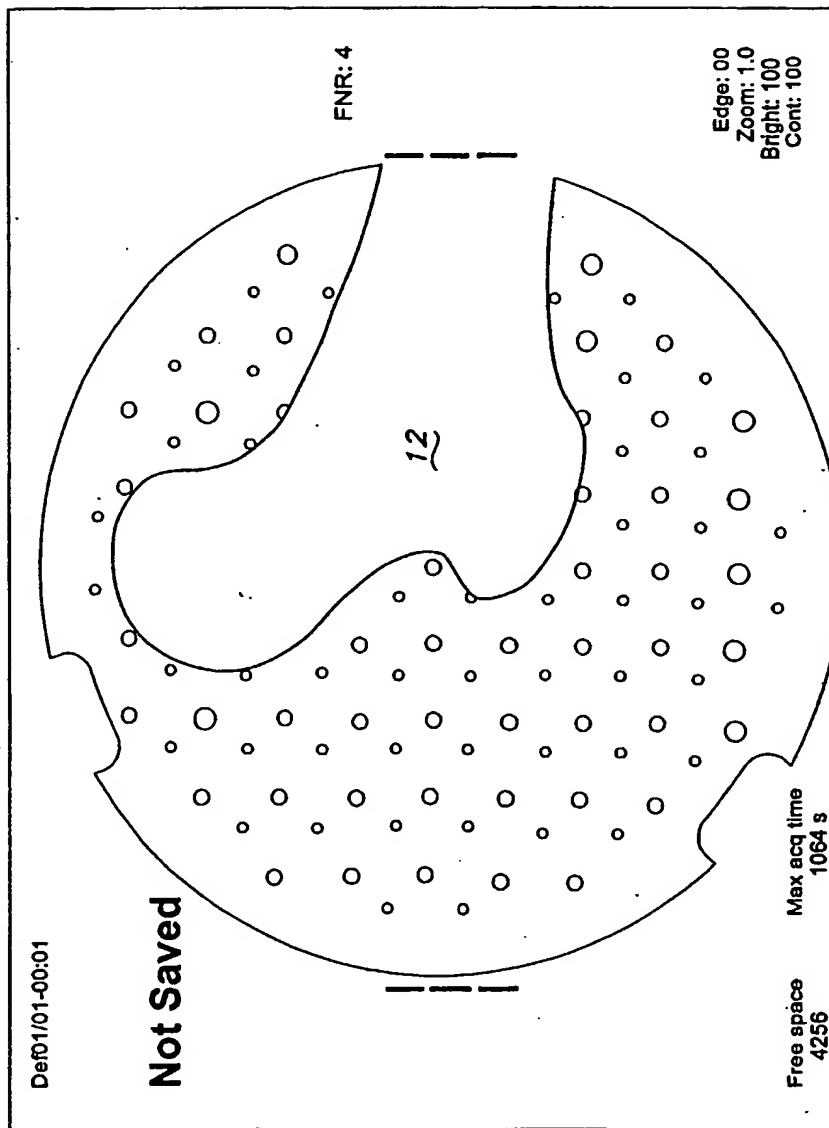 Def01/01-00:01
Not Saved
FNR: 4
12
Free space
4256
Max acq time
1064 s
Edge: 00
Zoom: 1.0
Bright: 100
Cont: 100